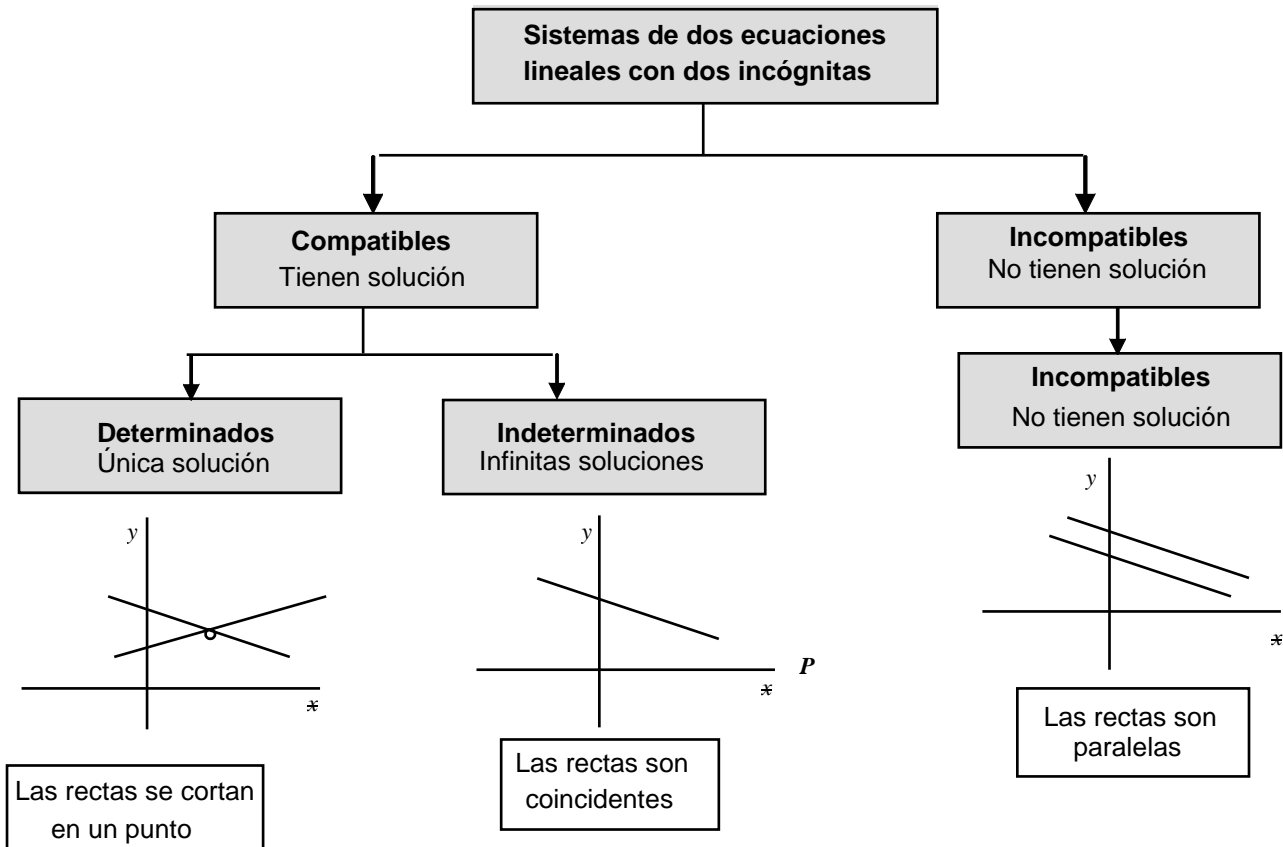 Sistemas de dos ecuaciones
lineales con dos incógnitas
Compatibles
Tienen solución
Incompatibles
No tienen solución
Incompatibles
No tienen solución
Determinados
Única solución
Indeterminados
Infinitas soluciones
y
x
Las rectas se cortan
en un punto
y
x
P
Las rectas son
coincidentes
y
x
Las rectas son
paralelas